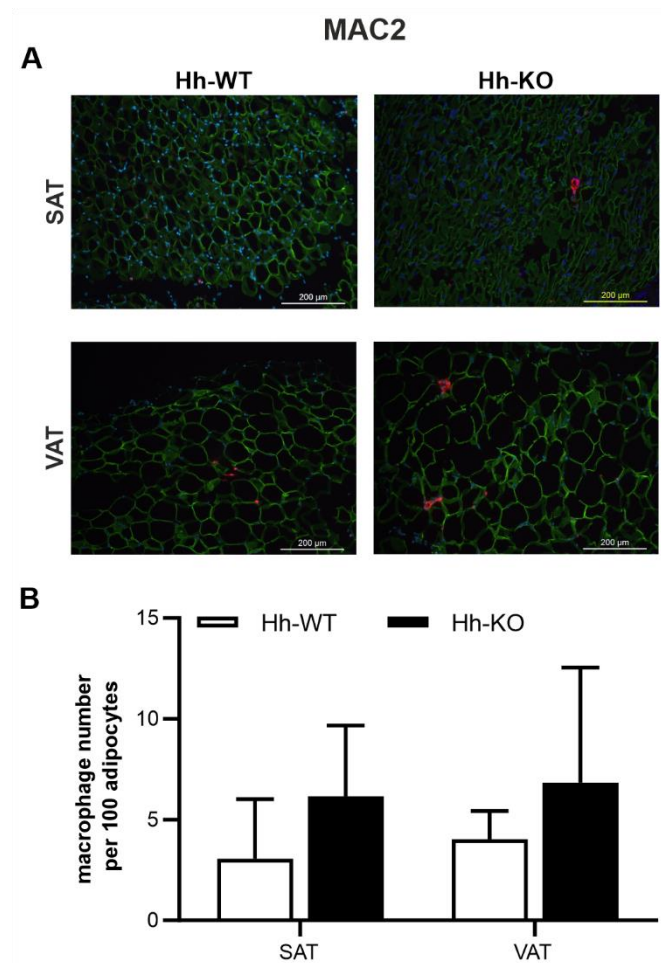 MAC2
A
Hh-WT
Hh-KO
SAT
200 µm
200 µm
VAT
200 µm
200 µm
B
Hh-WT
Hh-KO
macrophage number
per 100 adipocytes
15
10
5
0
SAT
VAT